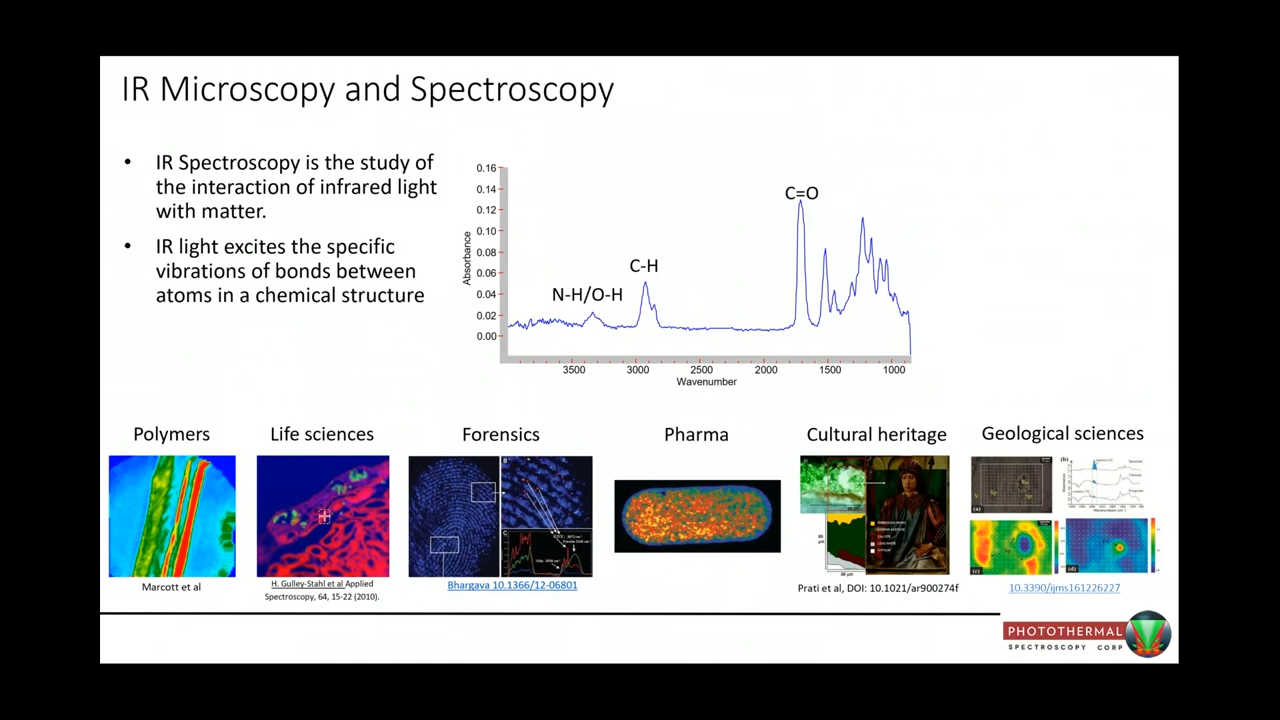 IR Microscopy and Spectroscopy
• IR Spectroscopy is the study of
the interaction of infrared light
with matter.
• IR light excites the specific
vibrations of bonds between
atoms in a chemical structure
0.16
0.14
0.12
0.10
0.08
0.06
0.04
0.02
0.00
Absorbance
N-H/O-H
C-H
C=O
3500 3000 2500 2000 1500 1000
Wavenumber
Polymers
Life sciences
Forensics
Pharma
Cultural heritage
Geological sciences
Marcott et al
H. Gulley-Stahl et al Applied
Spectroscopy, 64, 15-22 (2010).
Bhargava 10.1366/12-06801
Prati et al, DOI: 10.1021/ar900274f
10.3390/ijms161226227
PHOTOTHERMAL
SPECTROSCOPY CORP